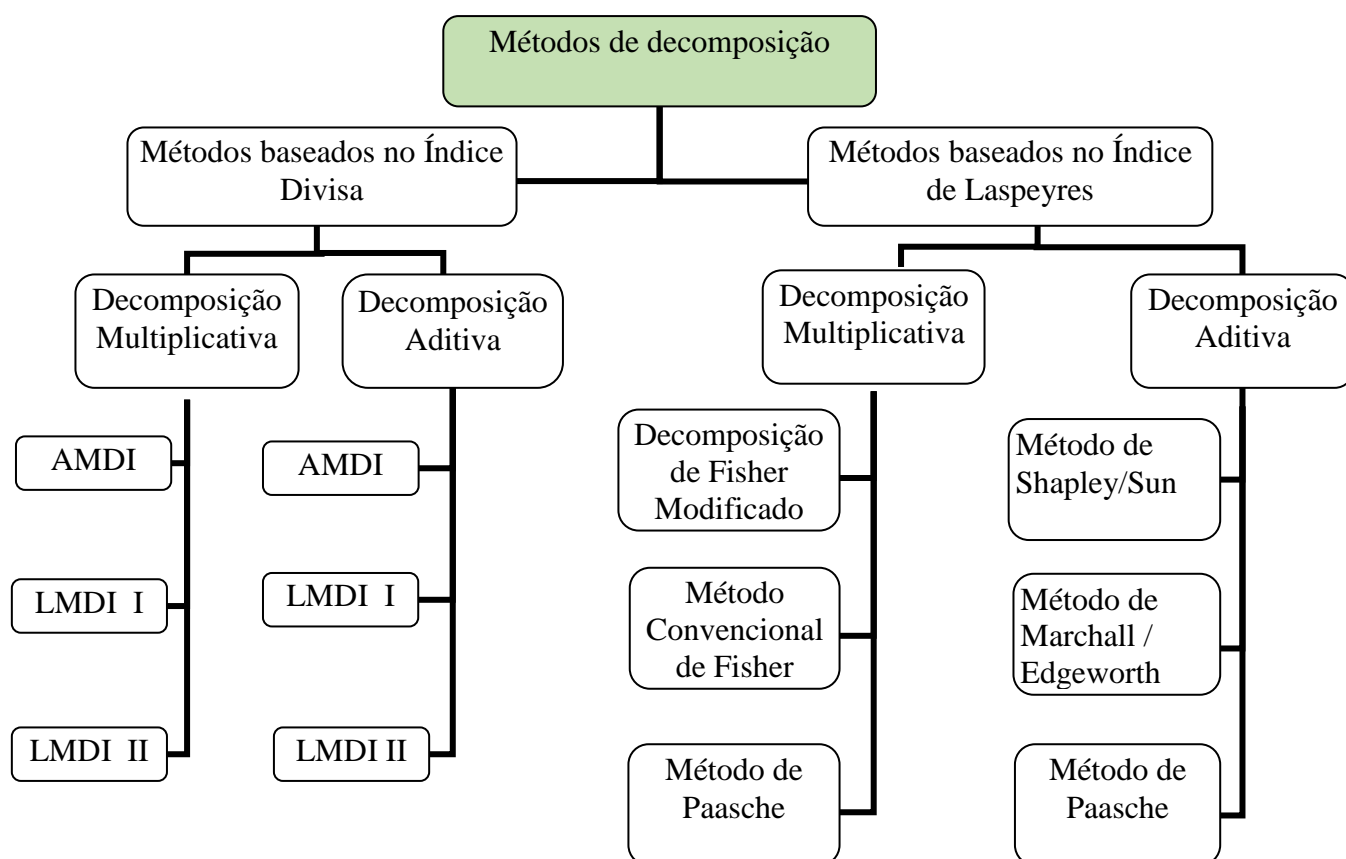 Métodos de decomposição
Métodos baseados no Índice
Divisa
Métodos baseados no Índice
de Laspeyres
Decomposição
Multiplicativa
Decomposição
Aditiva
Decomposição
Multiplicativa
Decomposição
Aditiva
AMDI
LMDI I
LMDI II
AMDI
LMDI I
LMDI II
Decomposição
de Fisher
Modificado
Método
Convencional
de Fisher
Método de
Paasche
Método de
Shapley/Sun
Método de
Marchall /
Edgeworth
Método de
Paasche